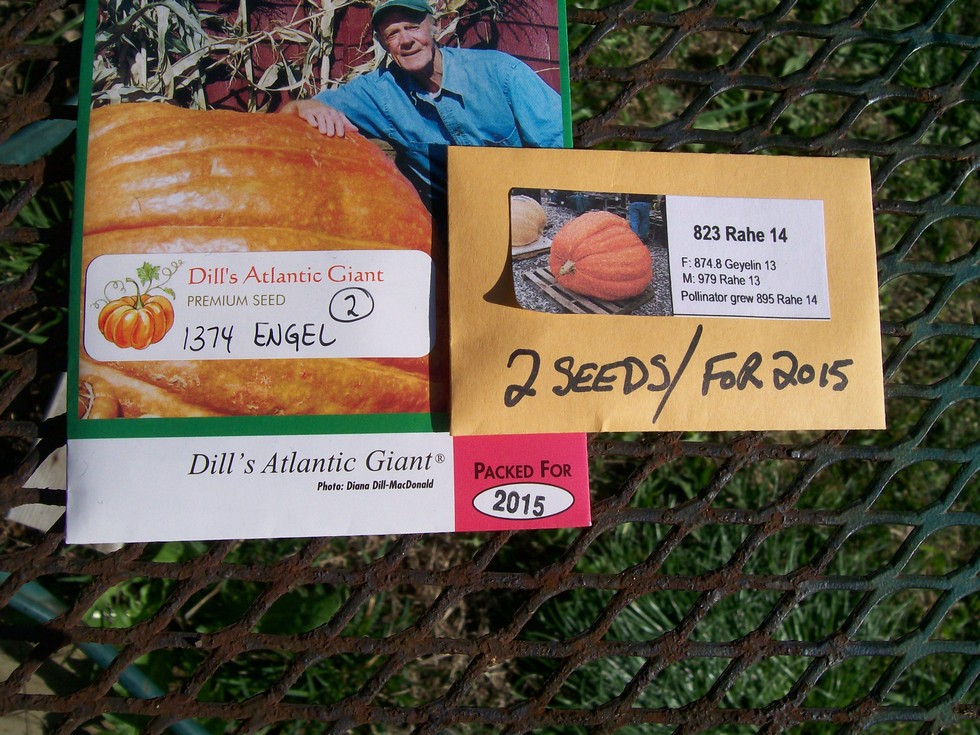 Dill's Atlantic Giant
PREMIUM SEED
2
1374 ENGEL
Dill's Atlantic Giant®
Photo: Diana Dill-MacDonald
PACKED FOR
2015
823 Rahe 14
F: 874.8 Geyelin 13
M: 979 Rahe 13
Pollinator grew 895 Rahe 14
2 SEEDS/FOR 2015